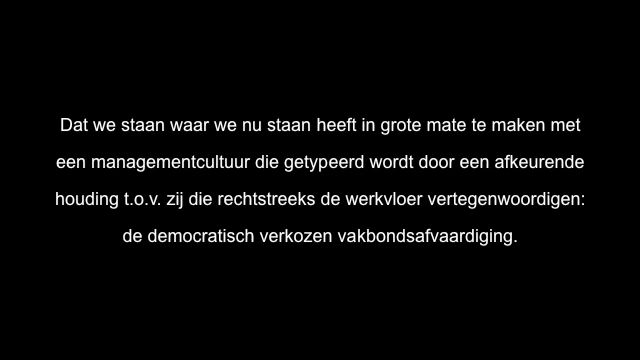 Dat we staan waar we nu staan heeft in grote mate te maken met
een managementcultuur die getypeerd wordt door een afkeurende
houding t.o.v. zij die rechtstreeks de werkvloer vertegenwoordigen:
de democratisch verkozen vakbondsafvaardiging.